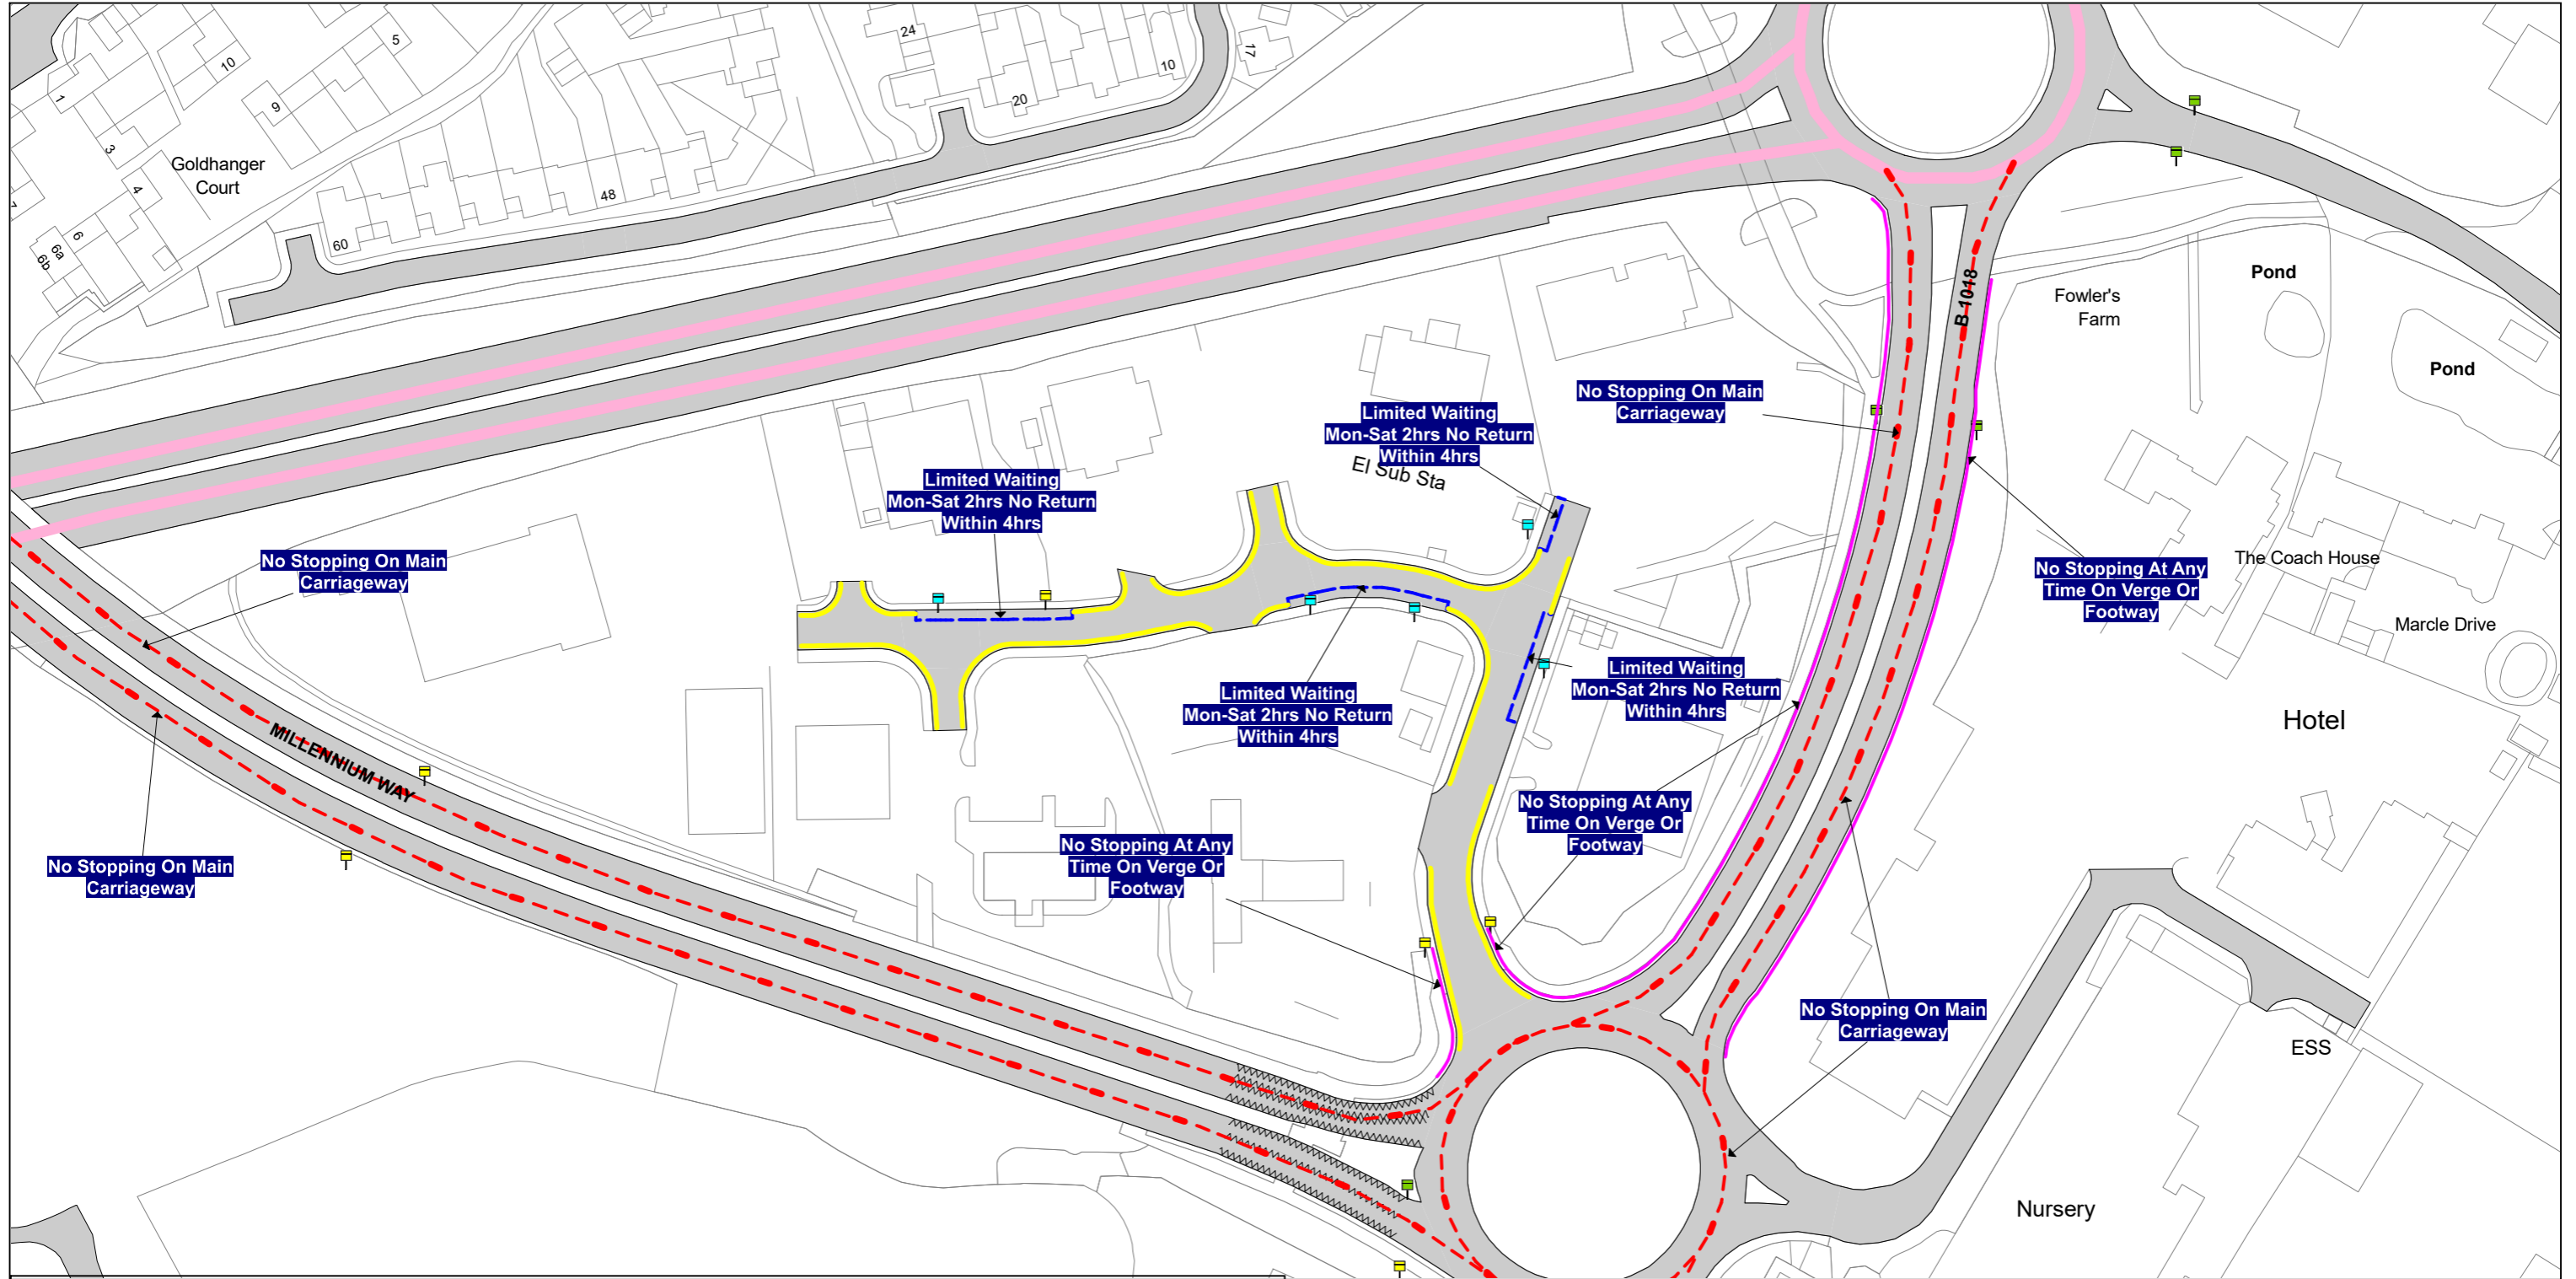 5
10
9
1
3
4
7
6
6a
6b
Goldhanger
Court
24
20
10
17
48
60
B 1018
Fowler's
Farm
Pond
Pond
No Stopping On Main
Carriageway
Limited Waiting
Mon-Sat 2hrs No Return
Within 4hrs
El Sub Sta
Limited Waiting
Mon-Sat 2hrs No Return
Within 4hrs
No Stopping On Main
Carriageway
No Stopping At Any
Time On Verge Or
Footway
The Coach House
Marcle Drive
Hotel
Limited Waiting
Mon-Sat 2hrs No Return
Within 4hrs
Limited Waiting
Mon-Sat 2hrs No Return
Within 4hrs
MILLENNIUM WAY
No Stopping On Main
Carriageway
No Stopping At Any
Time On Verge Or
Footway
No Stopping At Any
Time On Verge Or
Footway
No Stopping On Main
Carriageway
ESS
Nursery